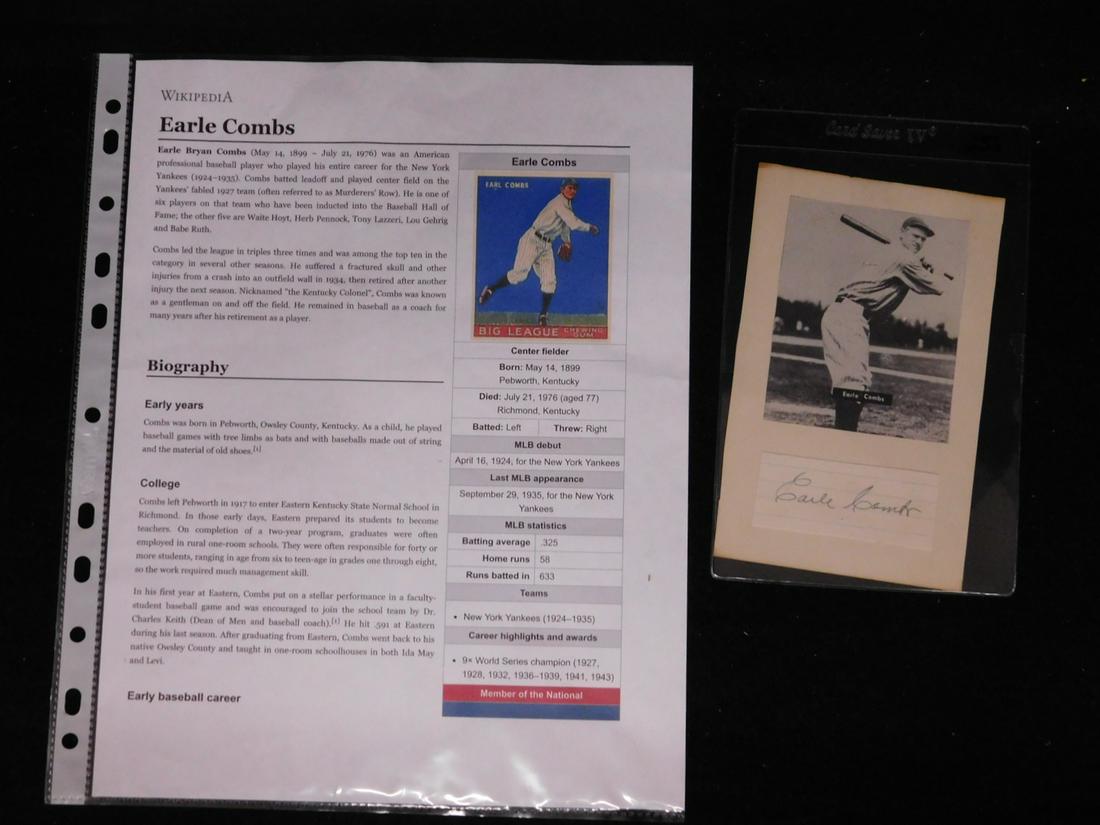 WIKIPEDIA
Earle Combs
Earle Bryan Combs (May 14, 1899 – July 21, 1976) was an American
professional baseball player who played his entire career for the New York
Yankees (1924–1935). Combs batted leadoff and played center field on the
Yankees' fabled 1927 team (often referred to as Murderers' Row). He is one of
six players on that team who have been inducted into the Baseball Hall of
Fame; the other five are Waite Hoyt, Herb Pennock, Tony Lazzeri, Lou Gehrig
and Babe Ruth.
Combs led the league in triples three times and was among the top ten in the
category in several other seasons. He suffered a fractured skull and other
injuries from a crash into an outfield wall in 1934, then retired after another
injury the next season. Nicknamed "the Kentucky Colonel", Combs was known
as a gentleman on and off the field. He remained in baseball as a coach for
many years after his retirement as a player.
Biography
Early years
Combs was born in Pebworth, Owsley County, Kentucky. As a child, he played
baseball games with tree limbs as bats and with baseballs made out of string
and the material of old shoes.[1]
College
Combs left Pebworth in 1917 to enter Eastern Kentucky State Normal School in
Richmond. In those early days, Eastern prepared its students to become
teachers. On completion of a two-year program, graduates were often
employed in rural one-room schools. They were often responsible for forty or
more students, ranging in age from six to teen-age in grades one through eight,
so the work required much management skill.
In his first year at Eastern, Combs put on a stellar performance in a faculty-
student baseball game and was encouraged to join the school team by Dr.
Charles Keith (Dean of Men and baseball coach).[1] He hit .591 at Eastern
during his last season. After graduating from Eastern, Combs went back to his
native Owsley County and taught in one-room schoolhouses in both Ida May
and Levi.
Early baseball career
Earle Combs
EARL COMBS
BIG LEAGUE CHEWING GUM
Center fielder
Born: May 14, 1899
Pebworth, Kentucky
Died: July 21, 1976 (aged 77)
Richmond, Kentucky
Batted: Left Threw: Right
MLB debut
April 16, 1924, for the New York Yankees
Last MLB appearance
September 29, 1935, for the New York
Yankees
MLB statistics
Batting average .325
Home runs 58
Runs batted in 633
Teams
• New York Yankees (1924–1935)
Career highlights and awards
• 9× World Series champion (1927,
1928, 1932, 1936–1939, 1941, 1943)
Member of the National
Card Saver IV®
Earle Combs
Earle Combs